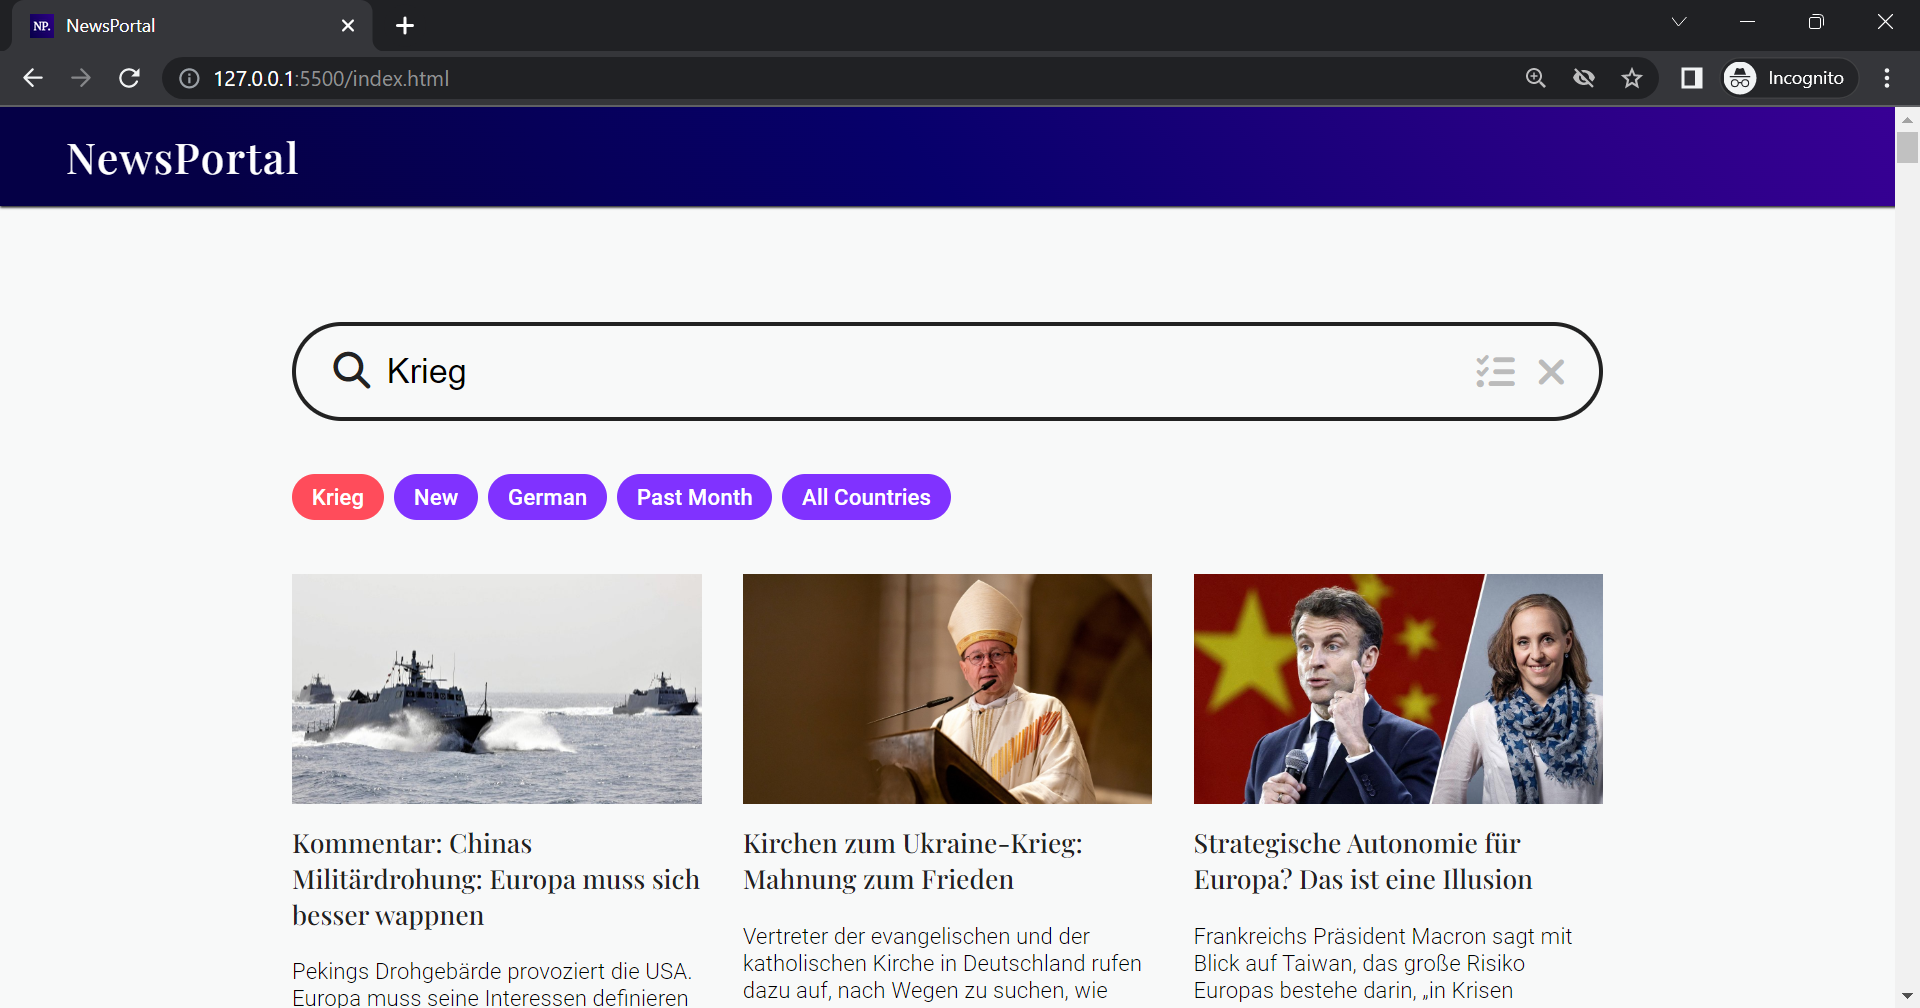 NP. NewsPortal
127.0.0.1:5500/index.html
Incognito
NewsPortal
Krieg
Krieg New German Past Month All Countries
Kommentar: Chinas
Militärdrohung: Europa muss sich
besser wappnen
Pekings Drohgebärde provoziert die USA.
Europa muss seine Interessen definieren
Kirchen zum Ukraine-Krieg:
Mahnung zum Frieden
Vertreter der evangelischen und der
katholischen Kirche in Deutschland rufen
dazu auf, nach Wegen zu suchen, wie
Strategische Autonomie für
Europa? Das ist eine Illusion
Frankreichs Präsident Macron sagt mit
Blick auf Taiwan, das große Risiko
Europas bestehe darin, „in Krisen